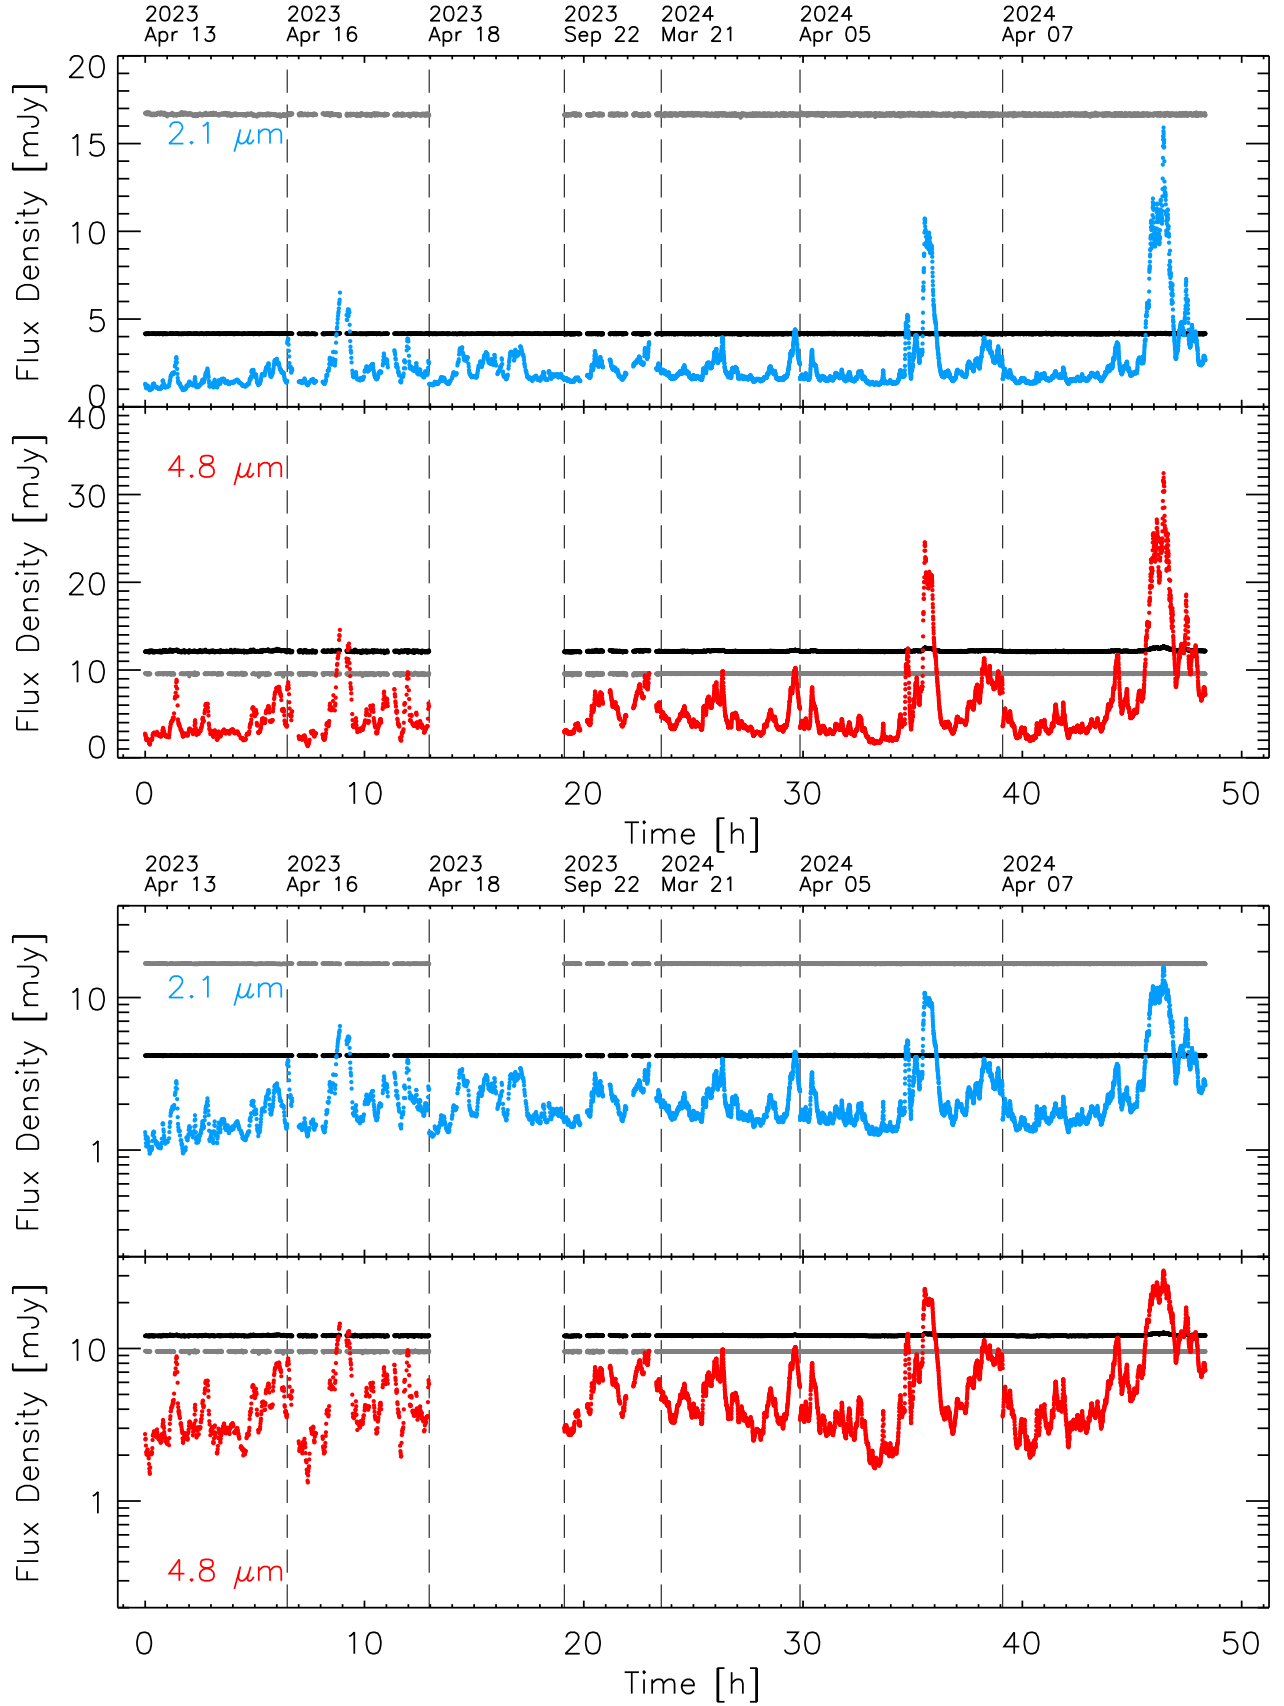 2023 2023 2023 2023 2024 2024 2024
Apr 13 Apr 16 Apr 18 Sep 22 Mar 21 Apr 05 Apr 07
20
15
10
5
0
Flux Density [mJy]
2.1 μm
40
30
20
10
0
Flux Density [mJy]
4.8 μm
0 10 20 30 40 50
Time [h]
2023 2023 2023 2023 2024 2024 2024
Apr 13 Apr 16 Apr 18 Sep 22 Mar 21 Apr 05 Apr 07
10
1
Flux Density [mJy]
2.1 μm
10
1
Flux Density [mJy]
4.8 μm
0 10 20 30 40 50
Time [h]